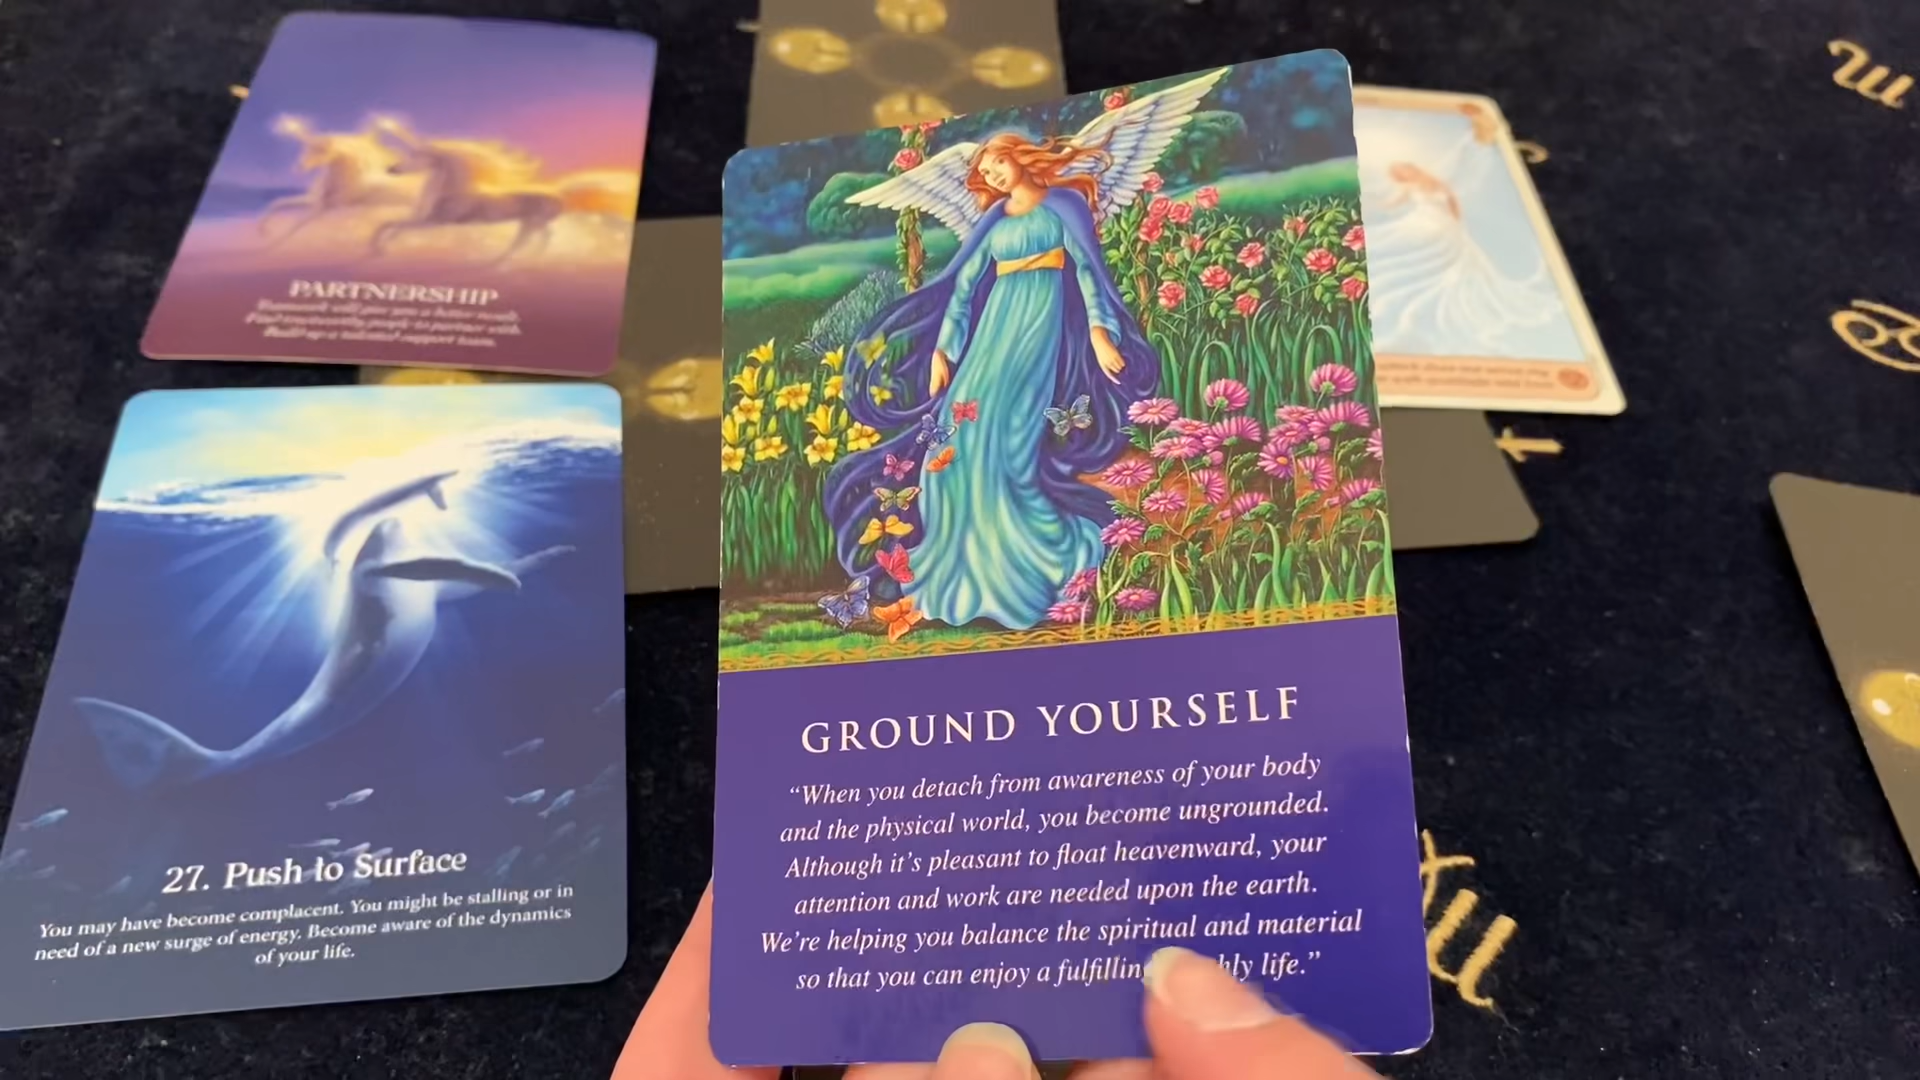 PARTNERSHIP
27. Push to Surface
You may have become complacent. You might be stalling or in
need of a new surge of energy. Become aware of the dynamics
of your life.
GROUND YOURSELF
“When you detach from awareness of your body
and the physical world, you become ungrounded.
Although it’s pleasant to float heavenward, your
attention and work are needed upon the earth.
We’re helping you balance the spiritual and material
so that you can enjoy a life.”